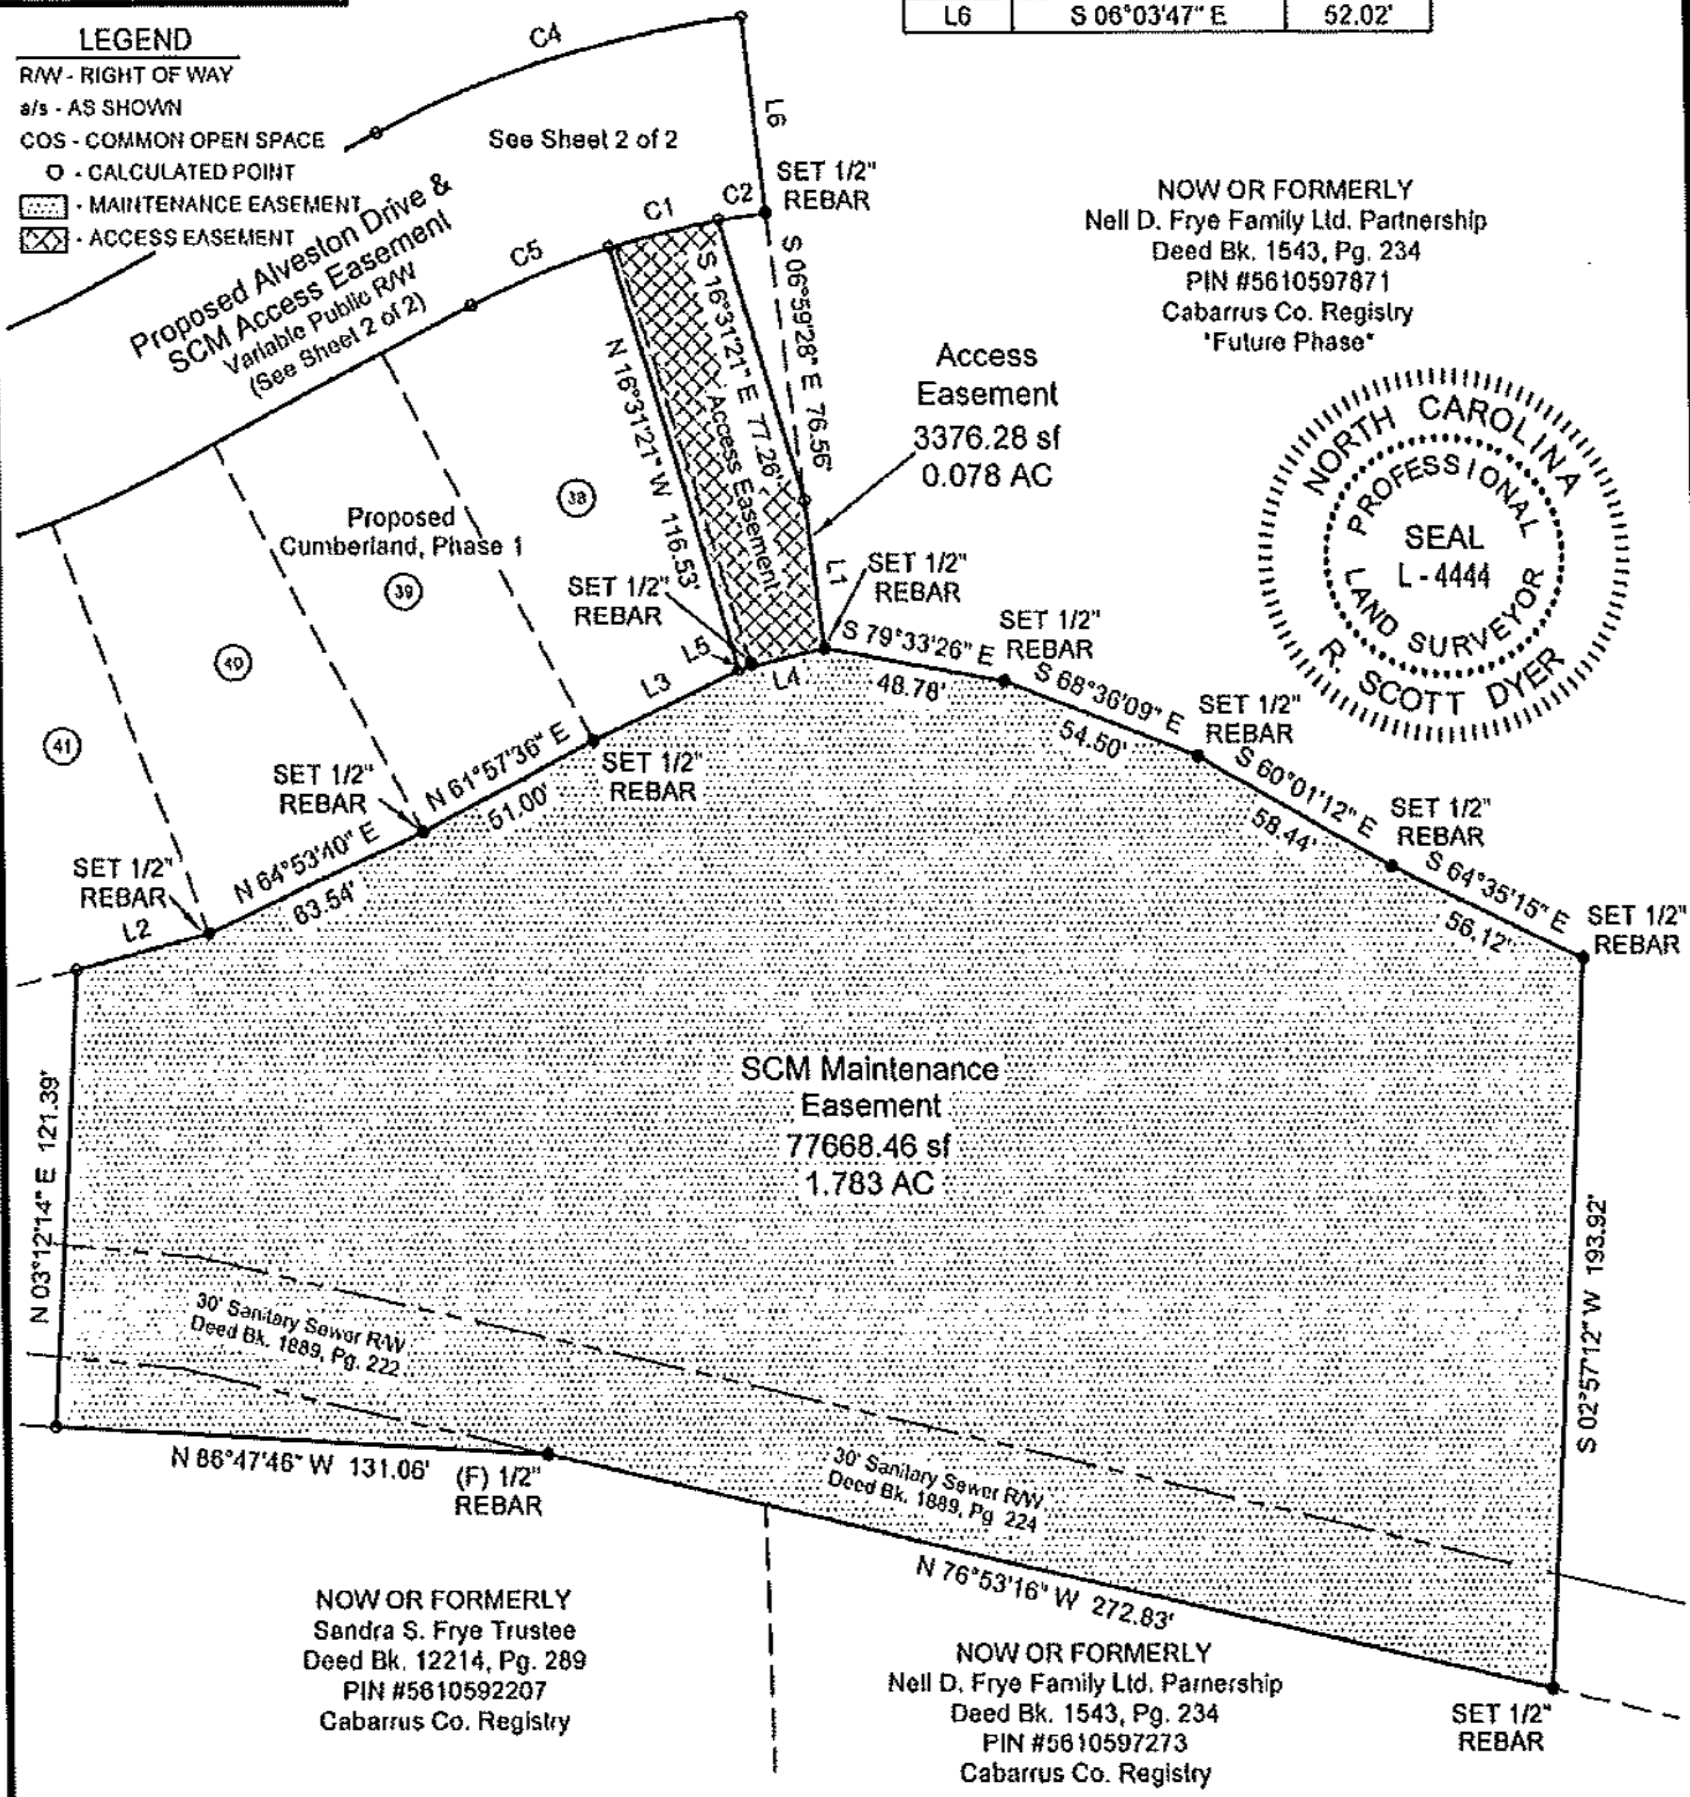 L6 S 06°03'47" E 52.02'
LEGEND
R/W - RIGHT OF WAY
a/s - AS SHOWN
COS - COMMON OPEN SPACE
O - CALCULATED POINT
- MAINTENANCE EASEMENT
- ACCESS EASEMENT
C4
L6
See Sheet 2 of 2
SET 1/2"
REBAR
C1
C2
C5
Proposed Alveston Drive &
SCM Access Easement
Variable Public R/W
(See Sheet 2 of 2)
NOW OR FORMERLY
Nell D. Frye Family Ltd. Partnership
Deed Bk. 1543, Pg. 234
PIN #5610597871
Cabarrus Co. Registry
"Future Phase"
S 06°59'28" E 76.56'
S 16°31'21" E 77.26'
N 16°31'21" W 116.53'
Access Easement
Access
Easement
3376.28 sf
0.078 AC
NORTH CAROLINA
PROFESSIONAL
SEAL
L - 4444
LAND SURVEYOR
R. SCOTT DYER
38
Proposed
Cumberland, Phase 1
39
40
41
L1
SET 1/2"
REBAR
SET 1/2"
REBAR
L5
L4
L3
S 79°33'26" E
48.78'
SET 1/2"
REBAR
S 68°36'09" E
54.50'
SET 1/2"
REBAR
S 60°01'12" E
58.44'
SET 1/2"
REBAR
S 64°35'15" E
56.12'
SET 1/2"
REBAR
SET 1/2"
REBAR
N 61°57'36" E
51.00'
SET 1/2"
REBAR
N 64°53'40" E
63.54'
SET 1/2"
REBAR
L2
SCM Maintenance
Easement
77668.46 sf
1.783 AC
N 03°12'14" E 121.39'
S 02°57'12" W 193.92'
30' Sanitary Sewer R/W
Deed Bk. 1889, Pg. 222
N 86°47'46" W 131.06'
(F) 1/2"
REBAR
30' Sanitary Sewer R/W
Deed Bk. 1889, Pg 224
N 76°53'16" W 272.83'
NOW OR FORMERLY
Sandra S. Frye Trustee
Deed Bk. 12214, Pg. 289
PIN #5610592207
Cabarrus Co. Registry
NOW OR FORMERLY
Nell D. Frye Family Ltd. Parnership
Deed Bk. 1543, Pg. 234
PIN #5610597273
Cabarrus Co. Registry
SET 1/2"
REBAR